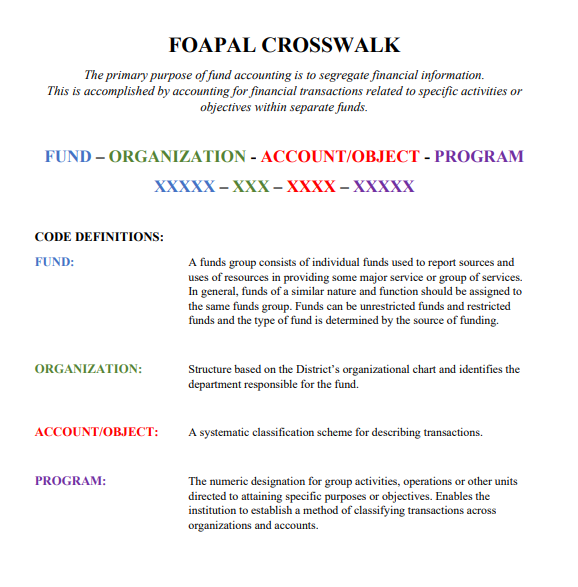 FOAPAL CROSSWALK
The primary purpose of fund accounting is to segregate financial information.
This is accomplished by accounting for financial transactions related to specific activities or
objectives within separate funds.
FUND – ORGANIZATION - ACCOUNT/OBJECT - PROGRAM
XXXXX – XXX – XXXX – XXXXX
CODE DEFINITIONS:
FUND: A funds group consists of individual funds used to report sources and
uses of resources in providing some major service or group of services.
In general, funds of a similar nature and function should be assigned to
the same funds group. Funds can be unrestricted funds and restricted
funds and the type of fund is determined by the source of funding.
ORGANIZATION: Structure based on the District's organizational chart and identifies the
department responsible for the fund.
ACCOUNT/OBJECT: A systematic classification scheme for describing transactions.
PROGRAM: The numeric designation for group activities, operations or other units
directed to attaining specific purposes or objectives. Enables the
institution to establish a method of classifying transactions across
organizations and accounts.